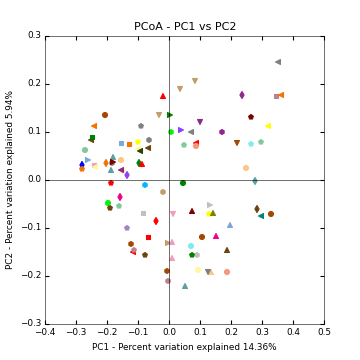 PCoA - PC1 vs PC2
0.3
0.2
0.1
0.0
−0.1
−0.2
−0.3
PC2 - Percent variation explained 5.94%
−0.4 −0.3 −0.2 −0.1 0.0 0.1 0.2 0.3 0.4 0.5
PC1 - Percent variation explained 14.36%